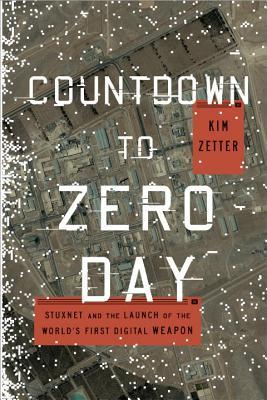 COUNTDOWN
KIM
ZETTER
TO
ZERO
DAY
STUXNET AND THE LAUNCH OF THE
WORLD'S FIRST DIGITAL WEAPON